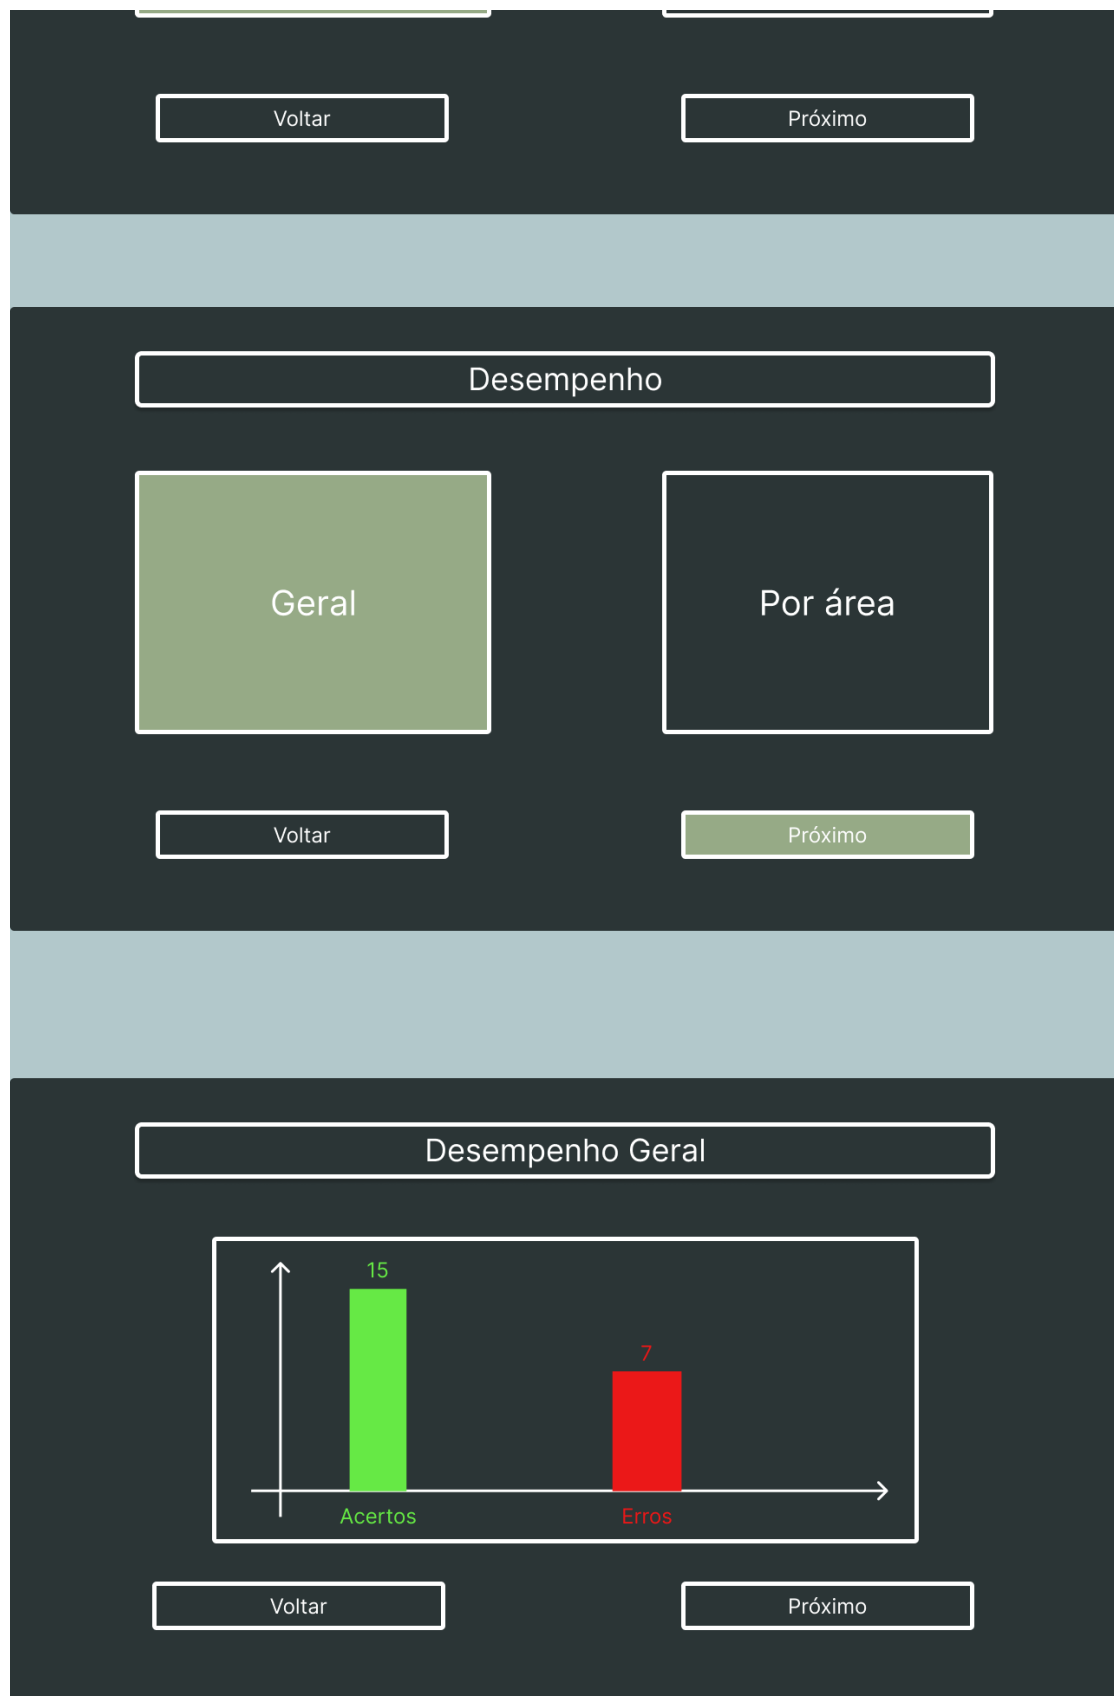 Voltar
Próximo
Desempenho
Geral
Por área
Voltar
Próximo
Desempenho Geral
15
7
Acertos
Erros
Voltar
Próximo